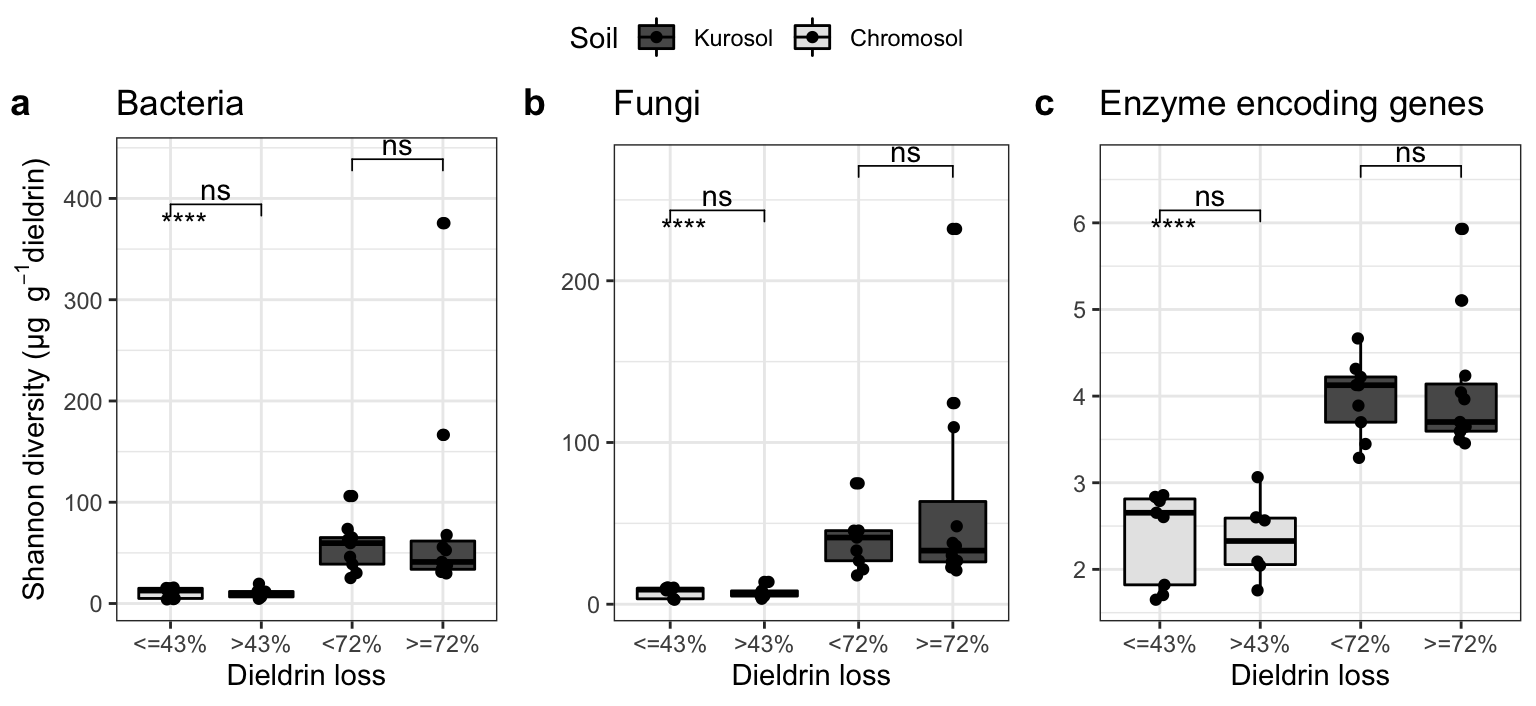 Soil Kurosol Chromosol
a Bacteria
b Fungi
c Enzyme encoding genes
Shannon diversity (µg g⁻¹dieldrin)
ns
ns
****
400
300
200
100
0
<=43% >43% <72% >=72%
Dieldrin loss
ns
ns
****
200
100
0
<=43% >43% <72% >=72%
Dieldrin loss
ns
ns
****
6
5
4
3
2
<=43% >43% <72% >=72%
Dieldrin loss